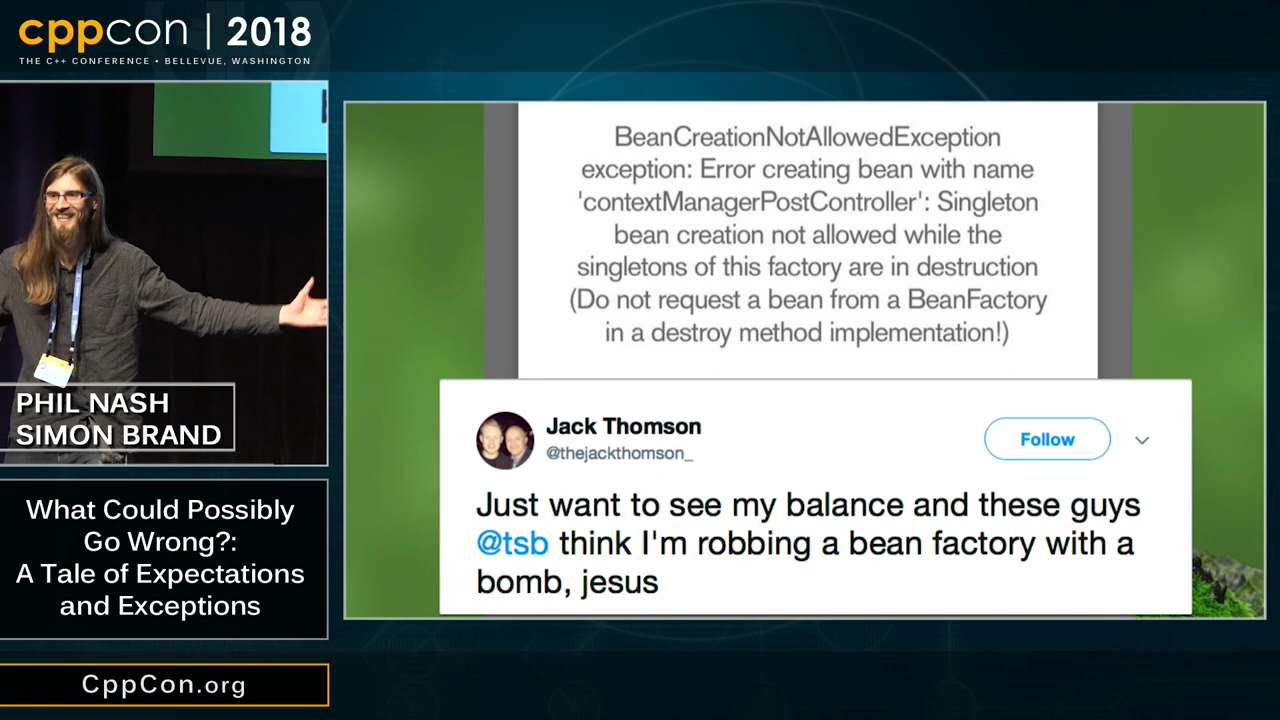 cppcon | 2018
THE C++ CONFERENCE • BELLEVUE, WASHINGTON
PHIL NASH
SIMON BRAND
What Could Possibly
Go Wrong?:
A Tale of Expectations
and Exceptions
CppCon.org
BeanCreationNotAllowedException
exception: Error creating bean with name
'contextManagerPostController': Singleton
bean creation not allowed while the
singletons of this factory are in destruction
(Do not request a bean from a BeanFactory
in a destroy method implementation!)
Jack Thomson
@thejackthomson_
Follow
Just want to see my balance and these guys
@tsb think I'm robbing a bean factory with a
bomb, jesus